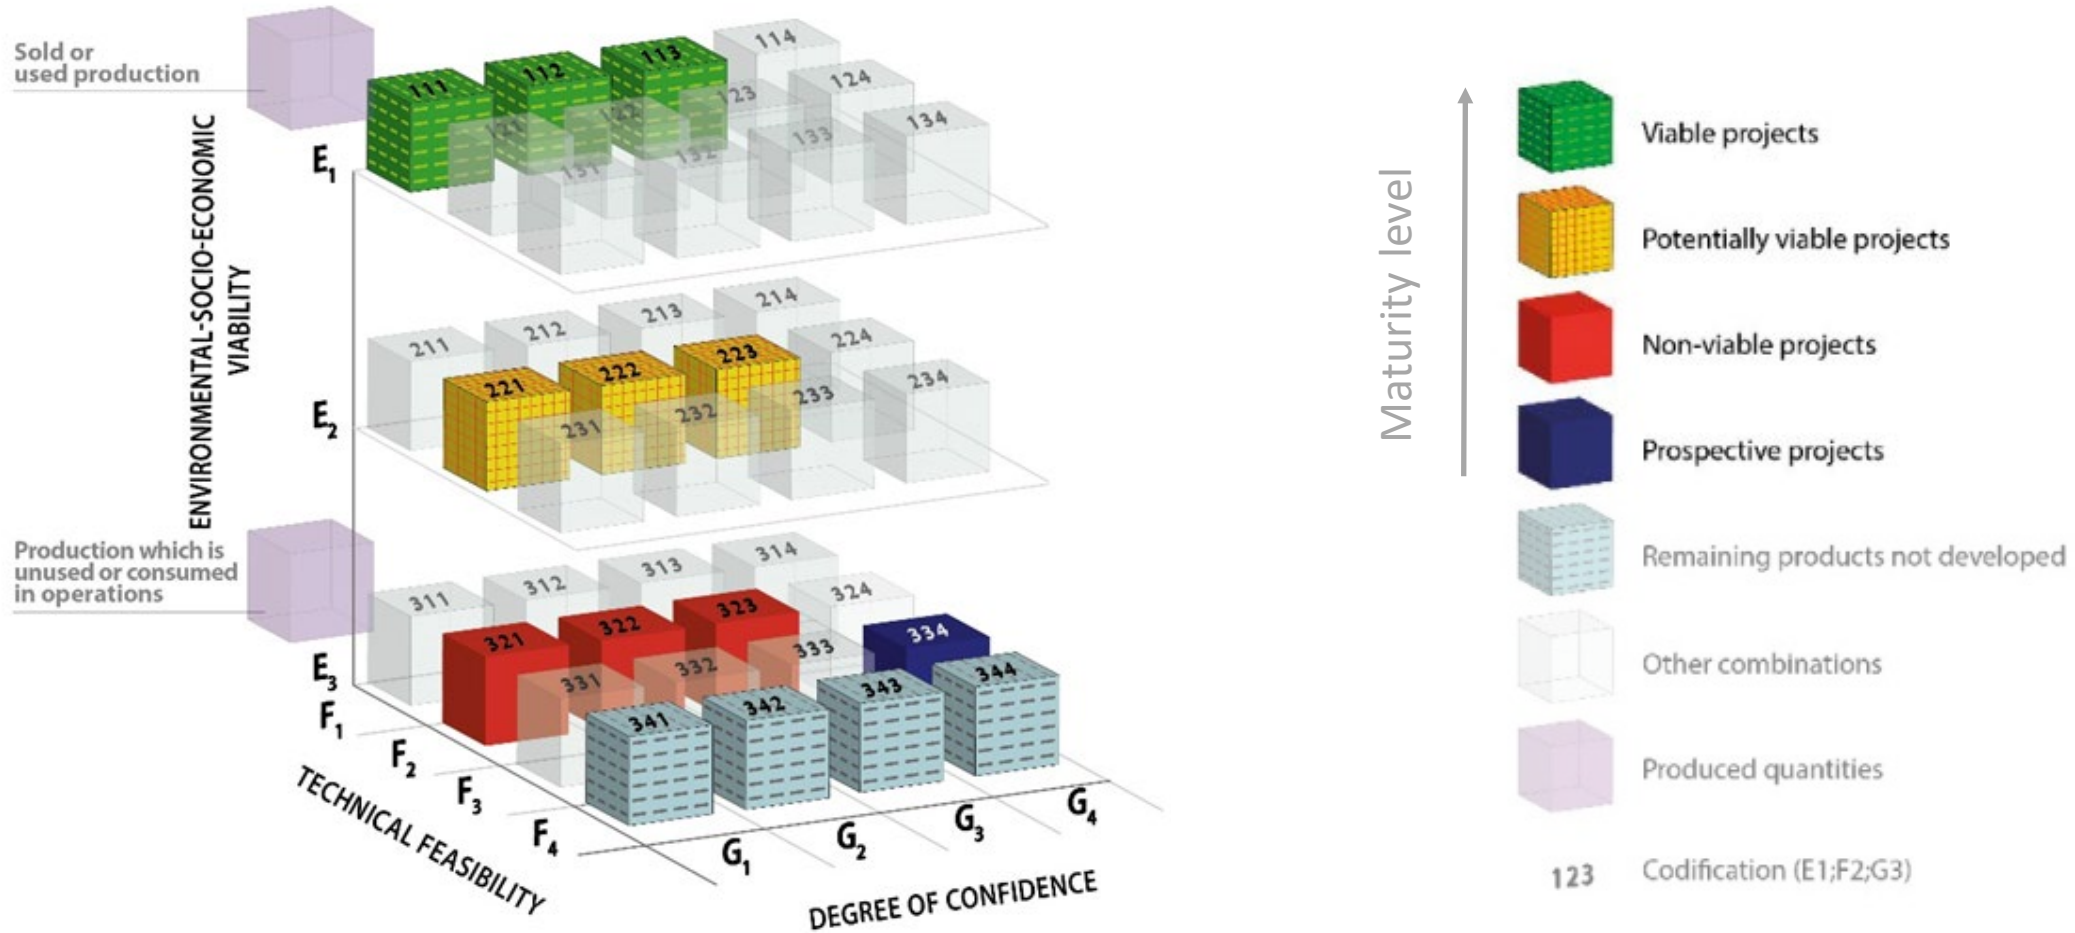 Sold or
used production
ENVIRONMENTAL-SOCIO-ECONOMIC
VIABILITY
Production which is
unused or consumed
in operations
E1
E2
E3
F1
F2
F3
F4
TECHNICAL FEASIBILITY
G1
G2
G3
G4
DEGREE OF CONFIDENCE
111
112
113
114
121
122
123
124
131
132
133
134
211
212
213
214
221
222
223
224
231
232
233
234
311
312
313
314
321
322
323
324
331
332
333
334
341
342
343
344
Maturity level
Viable projects
Potentially viable projects
Non-viable projects
Prospective projects
Remaining products not developed
Other combinations
Produced quantities
123 Codification (E1;F2;G3)